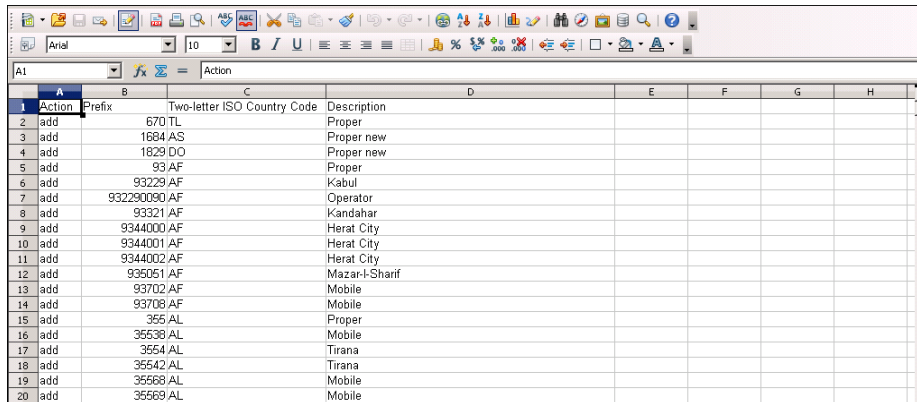 Arial 10 B I U %
A1 = Action
A B C D E F G H
1 Action Prefix Two-letter ISO Country Code Description
2 add 670 TL Proper
3 add 1684 AS Proper new
4 add 1829 DO Proper new
5 add 93 AF Proper
6 add 93229 AF Kabul
7 add 932290090 AF Operator
8 add 93321 AF Kandahar
9 add 9344000 AF Herat City
10 add 9344001 AF Herat City
11 add 9344002 AF Herat City
12 add 935051 AF Mazar-I-Sharif
13 add 93702 AF Mobile
14 add 93708 AF Mobile
15 add 355 AL Proper
16 add 35538 AL Mobile
17 add 3554 AL Tirana
18 add 35542 AL Tirana
19 add 35568 AL Mobile
20 add 35569 AL Mobile